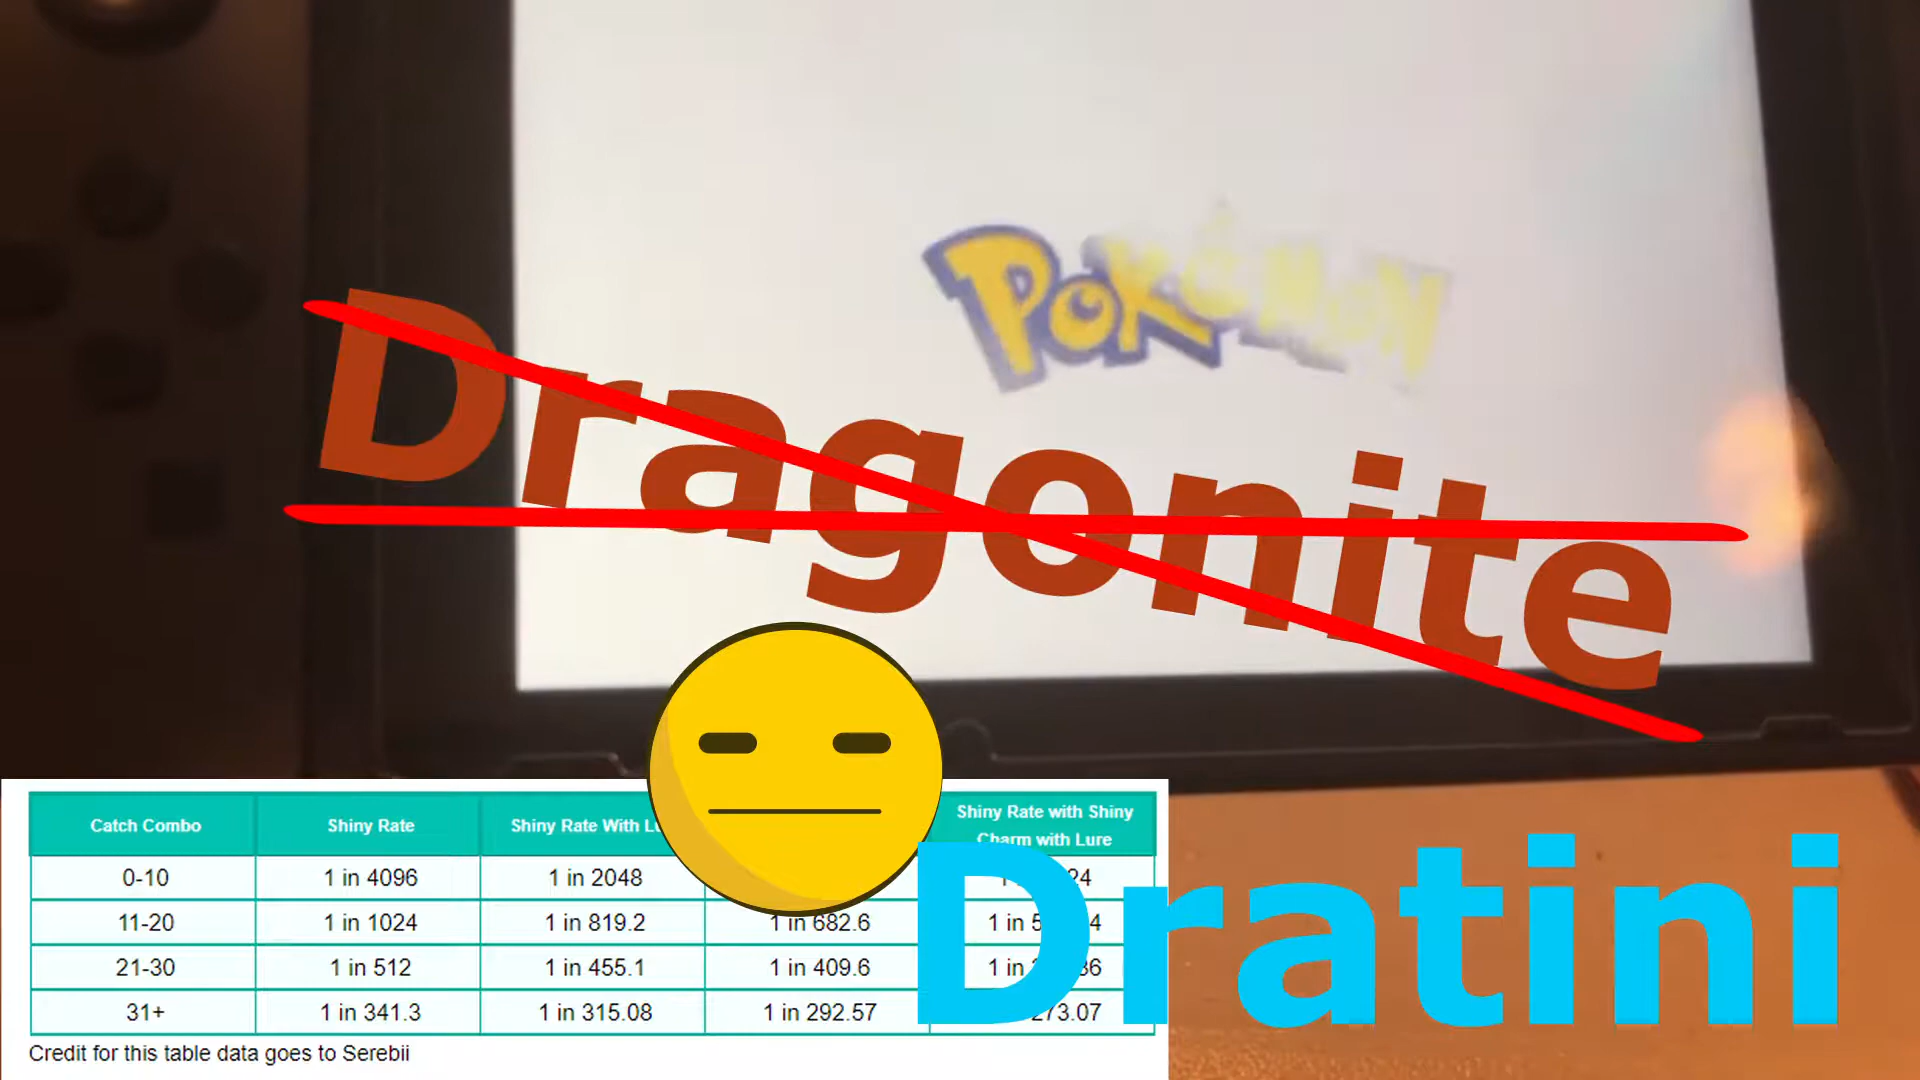 POKéMON
Dragonite
Catch Combo Shiny Rate Shiny Rate With Shiny Rate with Shiny
Charm with Lure
0-10 1 in 4096 1 in 2048
11-20 1 in 1024 1 in 819.2 1 in 682.6 1 in
21-30 1 in 512 1 in 455.1 1 in 409.6 1 in
31+ 1 in 341.3 1 in 315.08 1 in 292.57
Credit for this table data goes to Serebii
Dratini